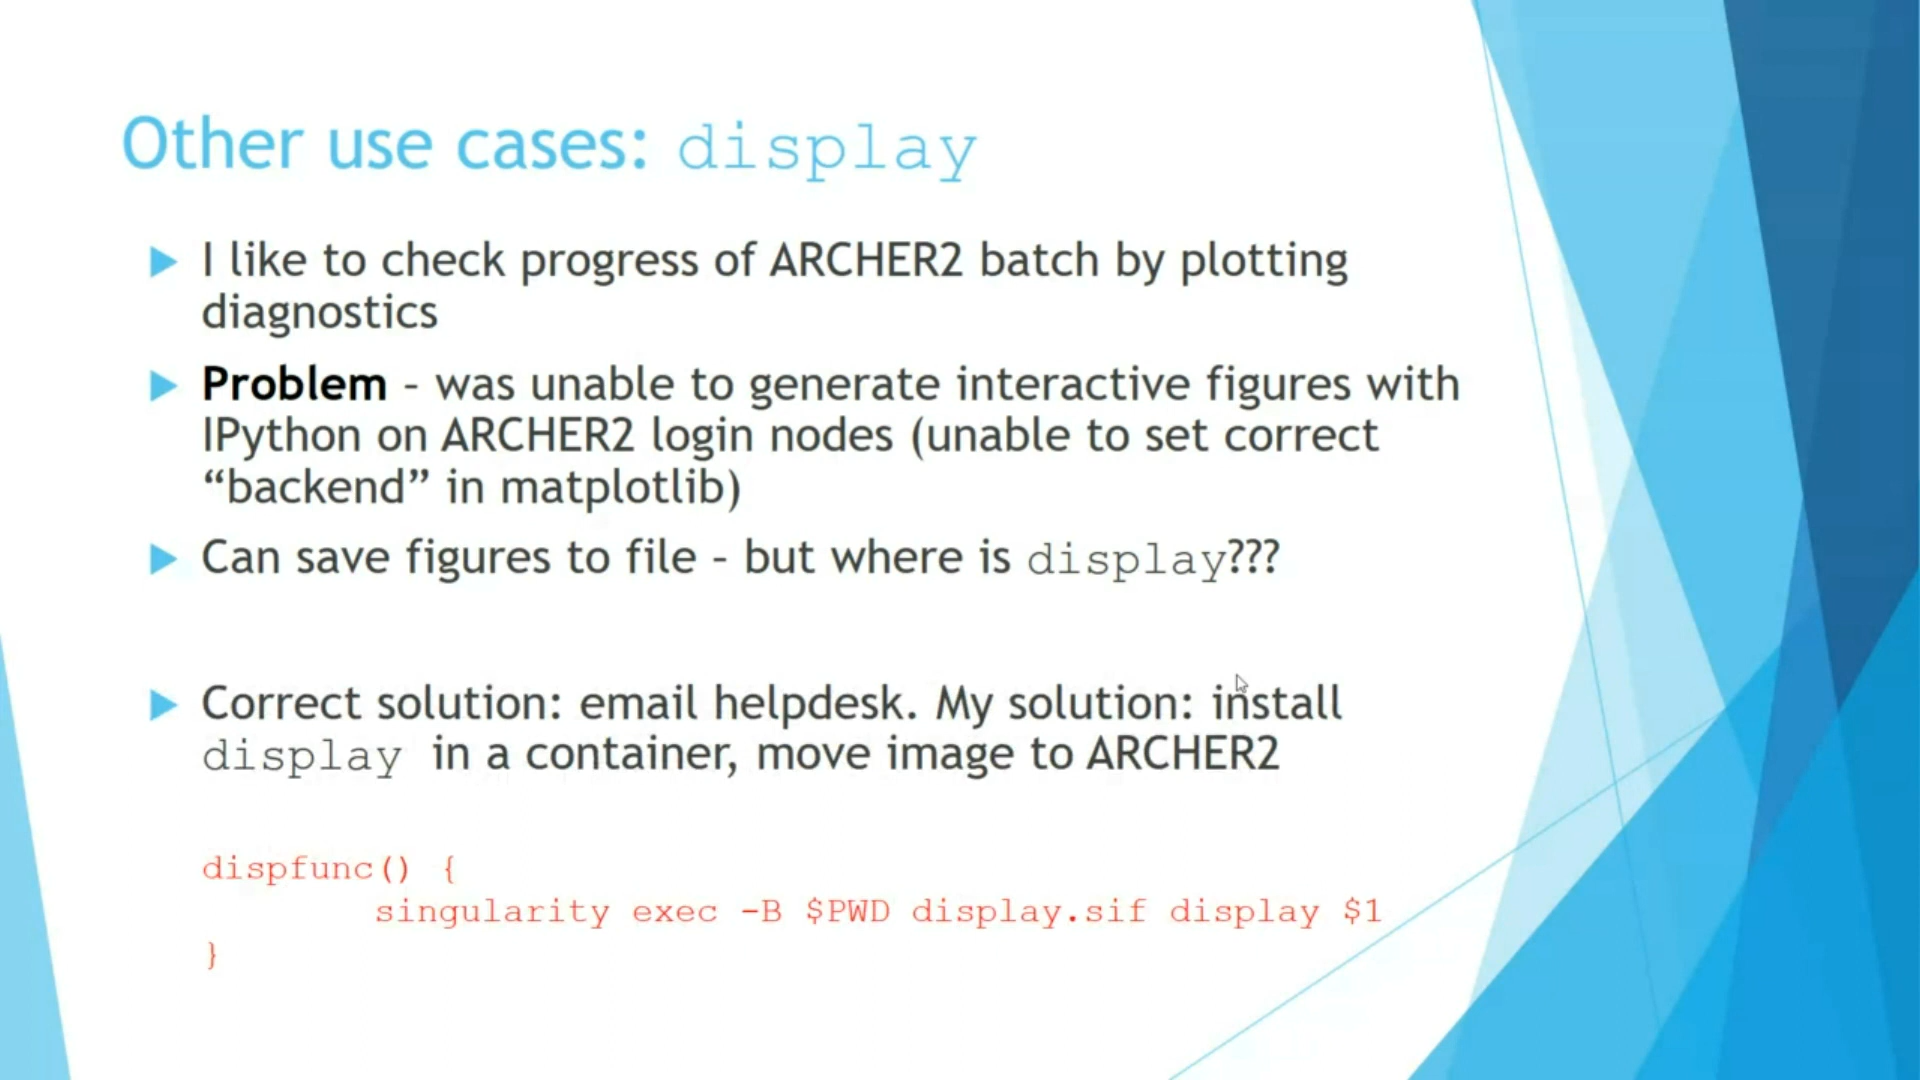 Other use cases: display
I like to check progress of ARCHER2 batch by plotting
diagnostics
Problem – was unable to generate interactive figures with
IPython on ARCHER2 login nodes (unable to set correct
“backend” in matplotlib)
Can save figures to file – but where is display???
Correct solution: email helpdesk. My solution: install
display in a container, move image to ARCHER2
dispfunc() {
singularity exec -B $PWD display.sif display $1
}